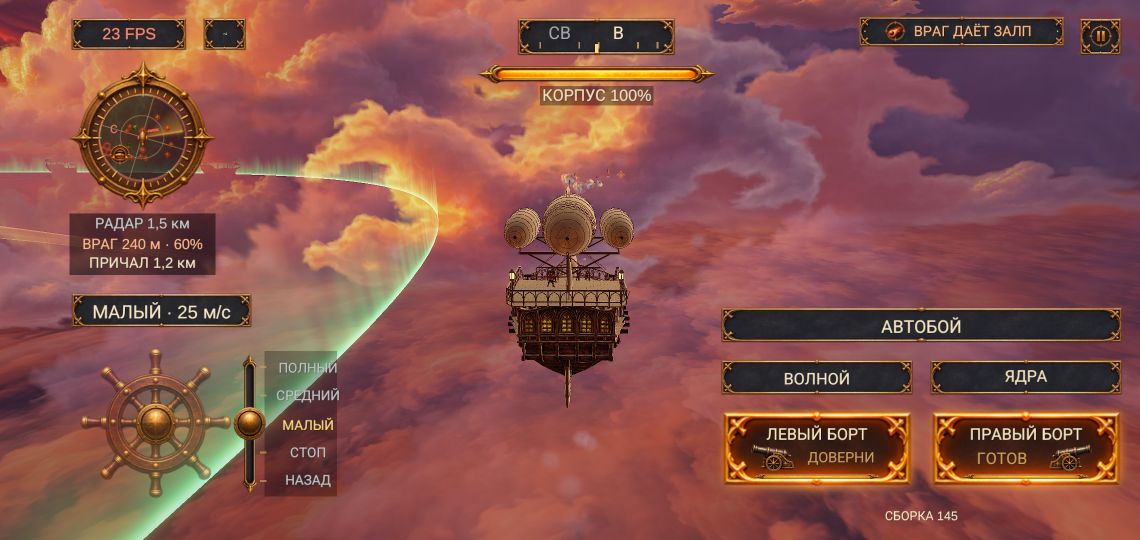 23 FPS
СВ В
КОРПУС 100%
ВРАГ ДАЁТ ЗАЛП
С
РАДАР 1,5 км
ВРАГ 240 м · 60%
ПРИЧАЛ 1,2 км
МАЛЫЙ · 25 м/с
ПОЛНЫЙ
СРЕДНИЙ
МАЛЫЙ
СТОП
НАЗАД
АВТОБОЙ
ВОЛНОЙ
ЯДРА
ЛЕВЫЙ БОРТ
ДОВЕРНИ
ПРАВЫЙ БОРТ
ГОТОВ
СБОРКА 145